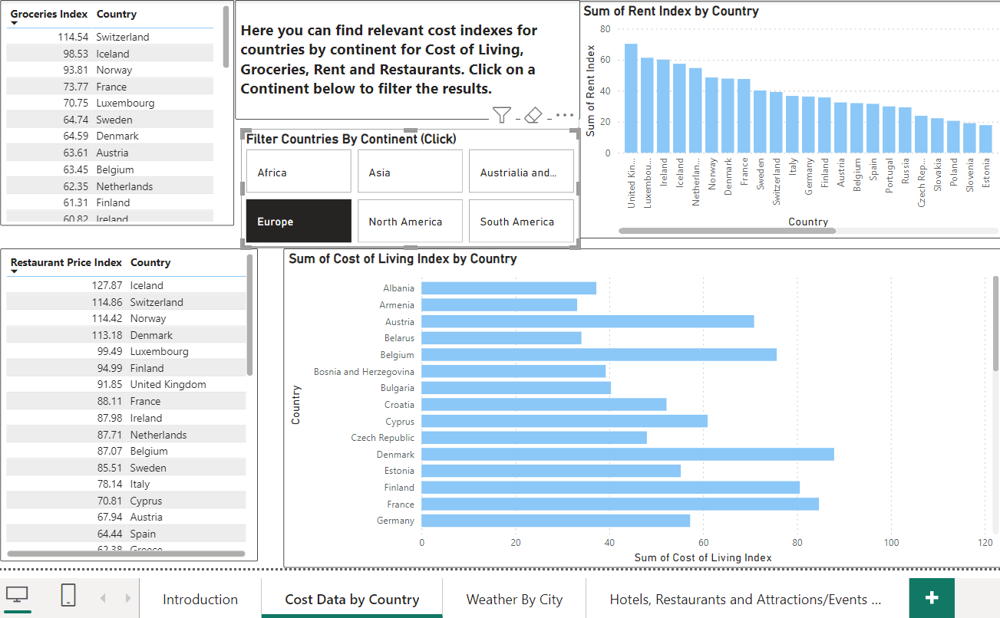 Groceries Index Country
114.54 Switzerland
98.53 Iceland
93.81 Norway
73.77 France
70.75 Luxembourg
64.74 Sweden
64.59 Denmark
63.61 Austria
63.45 Belgium
62.35 Netherlands
61.31 Finland
60.82 Ireland
Here you can find relevant cost indexes for
countries by continent for Cost of Living,
Groceries, Rent and Restaurants. Click on a
Continent below to filter the results.
Filter Countries By Continent (Click)
Africa
Asia
Austrialia and...
Europe
North America
South America
Sum of Rent Index by Country
Sum of Rent Index
80
60
40
20
0
United Kin...
Luxembou...
Ireland
Iceland
Netherlan...
Norway
Denmark
France
Sweden
Switzerland
Italy
Germany
Finland
Austria
Belgium
Spain
Portugal
Russia
Czech Rep...
Slovakia
Poland
Slovenia
Estonia
Country
Restaurant Price Index Country
127.87 Iceland
114.86 Switzerland
114.42 Norway
113.18 Denmark
99.49 Luxembourg
94.99 Finland
91.85 United Kingdom
88.11 France
87.98 Ireland
87.71 Netherlands
87.07 Belgium
85.51 Sweden
78.14 Italy
70.81 Cyprus
67.94 Austria
64.44 Spain
62.38 Greece
Sum of Cost of Living Index by Country
Country
Albania
Armenia
Austria
Belarus
Belgium
Bosnia and Herzegovina
Bulgaria
Croatia
Cyprus
Czech Republic
Denmark
Estonia
Finland
France
Germany
0 20 40 60 80 100 120
Sum of Cost of Living Index
Introduction
Cost Data by Country
Weather By City
Hotels, Restaurants and Attractions/Events ...